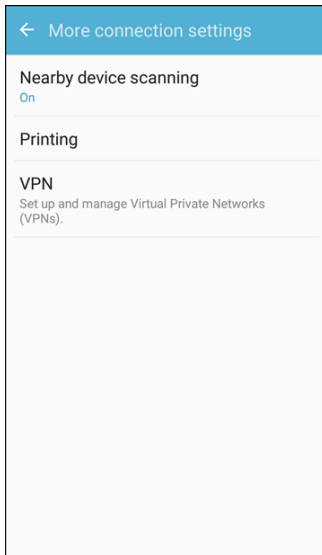 More connection settings
Nearby device scanning
On
Printing
VPN
Set up and manage Virtual Private Networks
(VPNs).